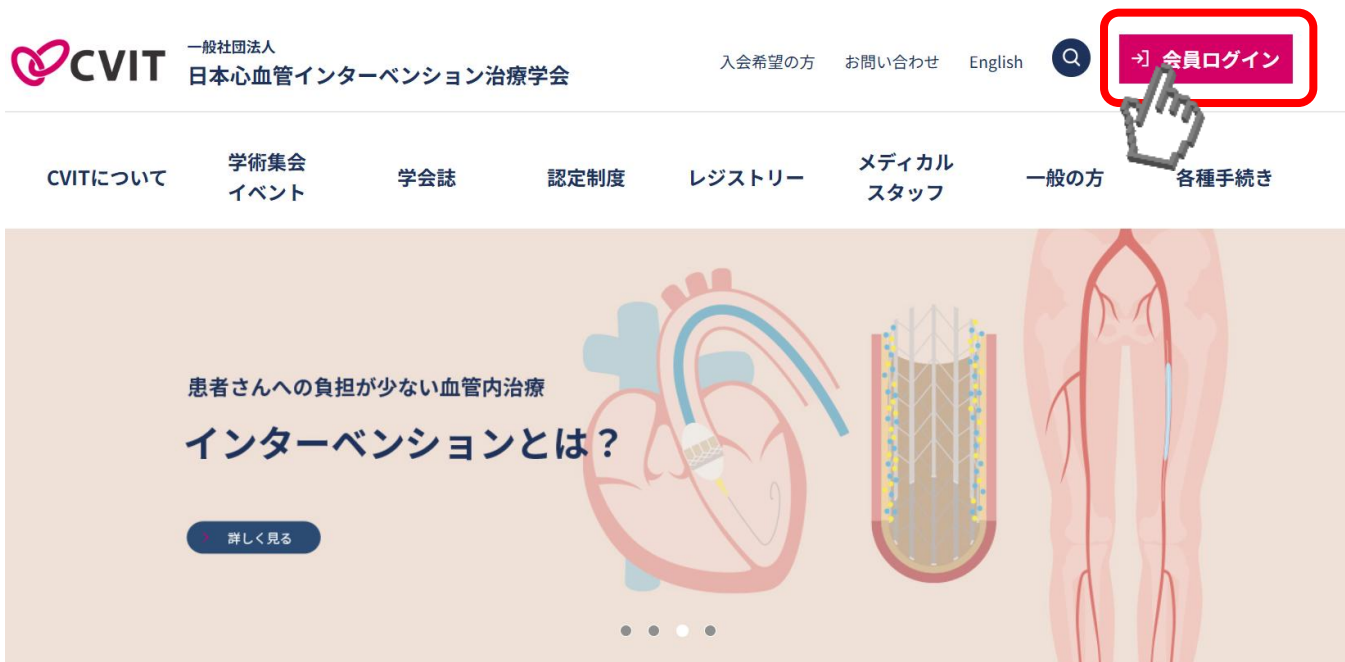 CVIT
一般社団法人
日本心血管インターベンション治療学会
入会希望の方 お問い合わせ English
会員ログイン
CVITについて
学術集会
イベント
学会誌
認定制度
レジストリー
メディカル
スタッフ
一般の方
各種手続き
患者さんへの負担が少ない血管内治療
インターベンションとは？
詳しく見る